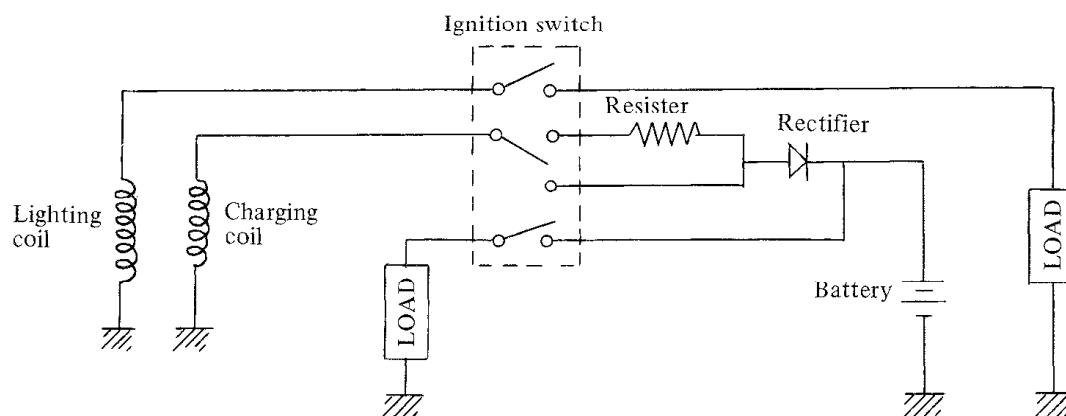 Ignition switch
Resister
Rectifier
Lighting
coil
Charging
coil
LOAD
Battery
LOAD